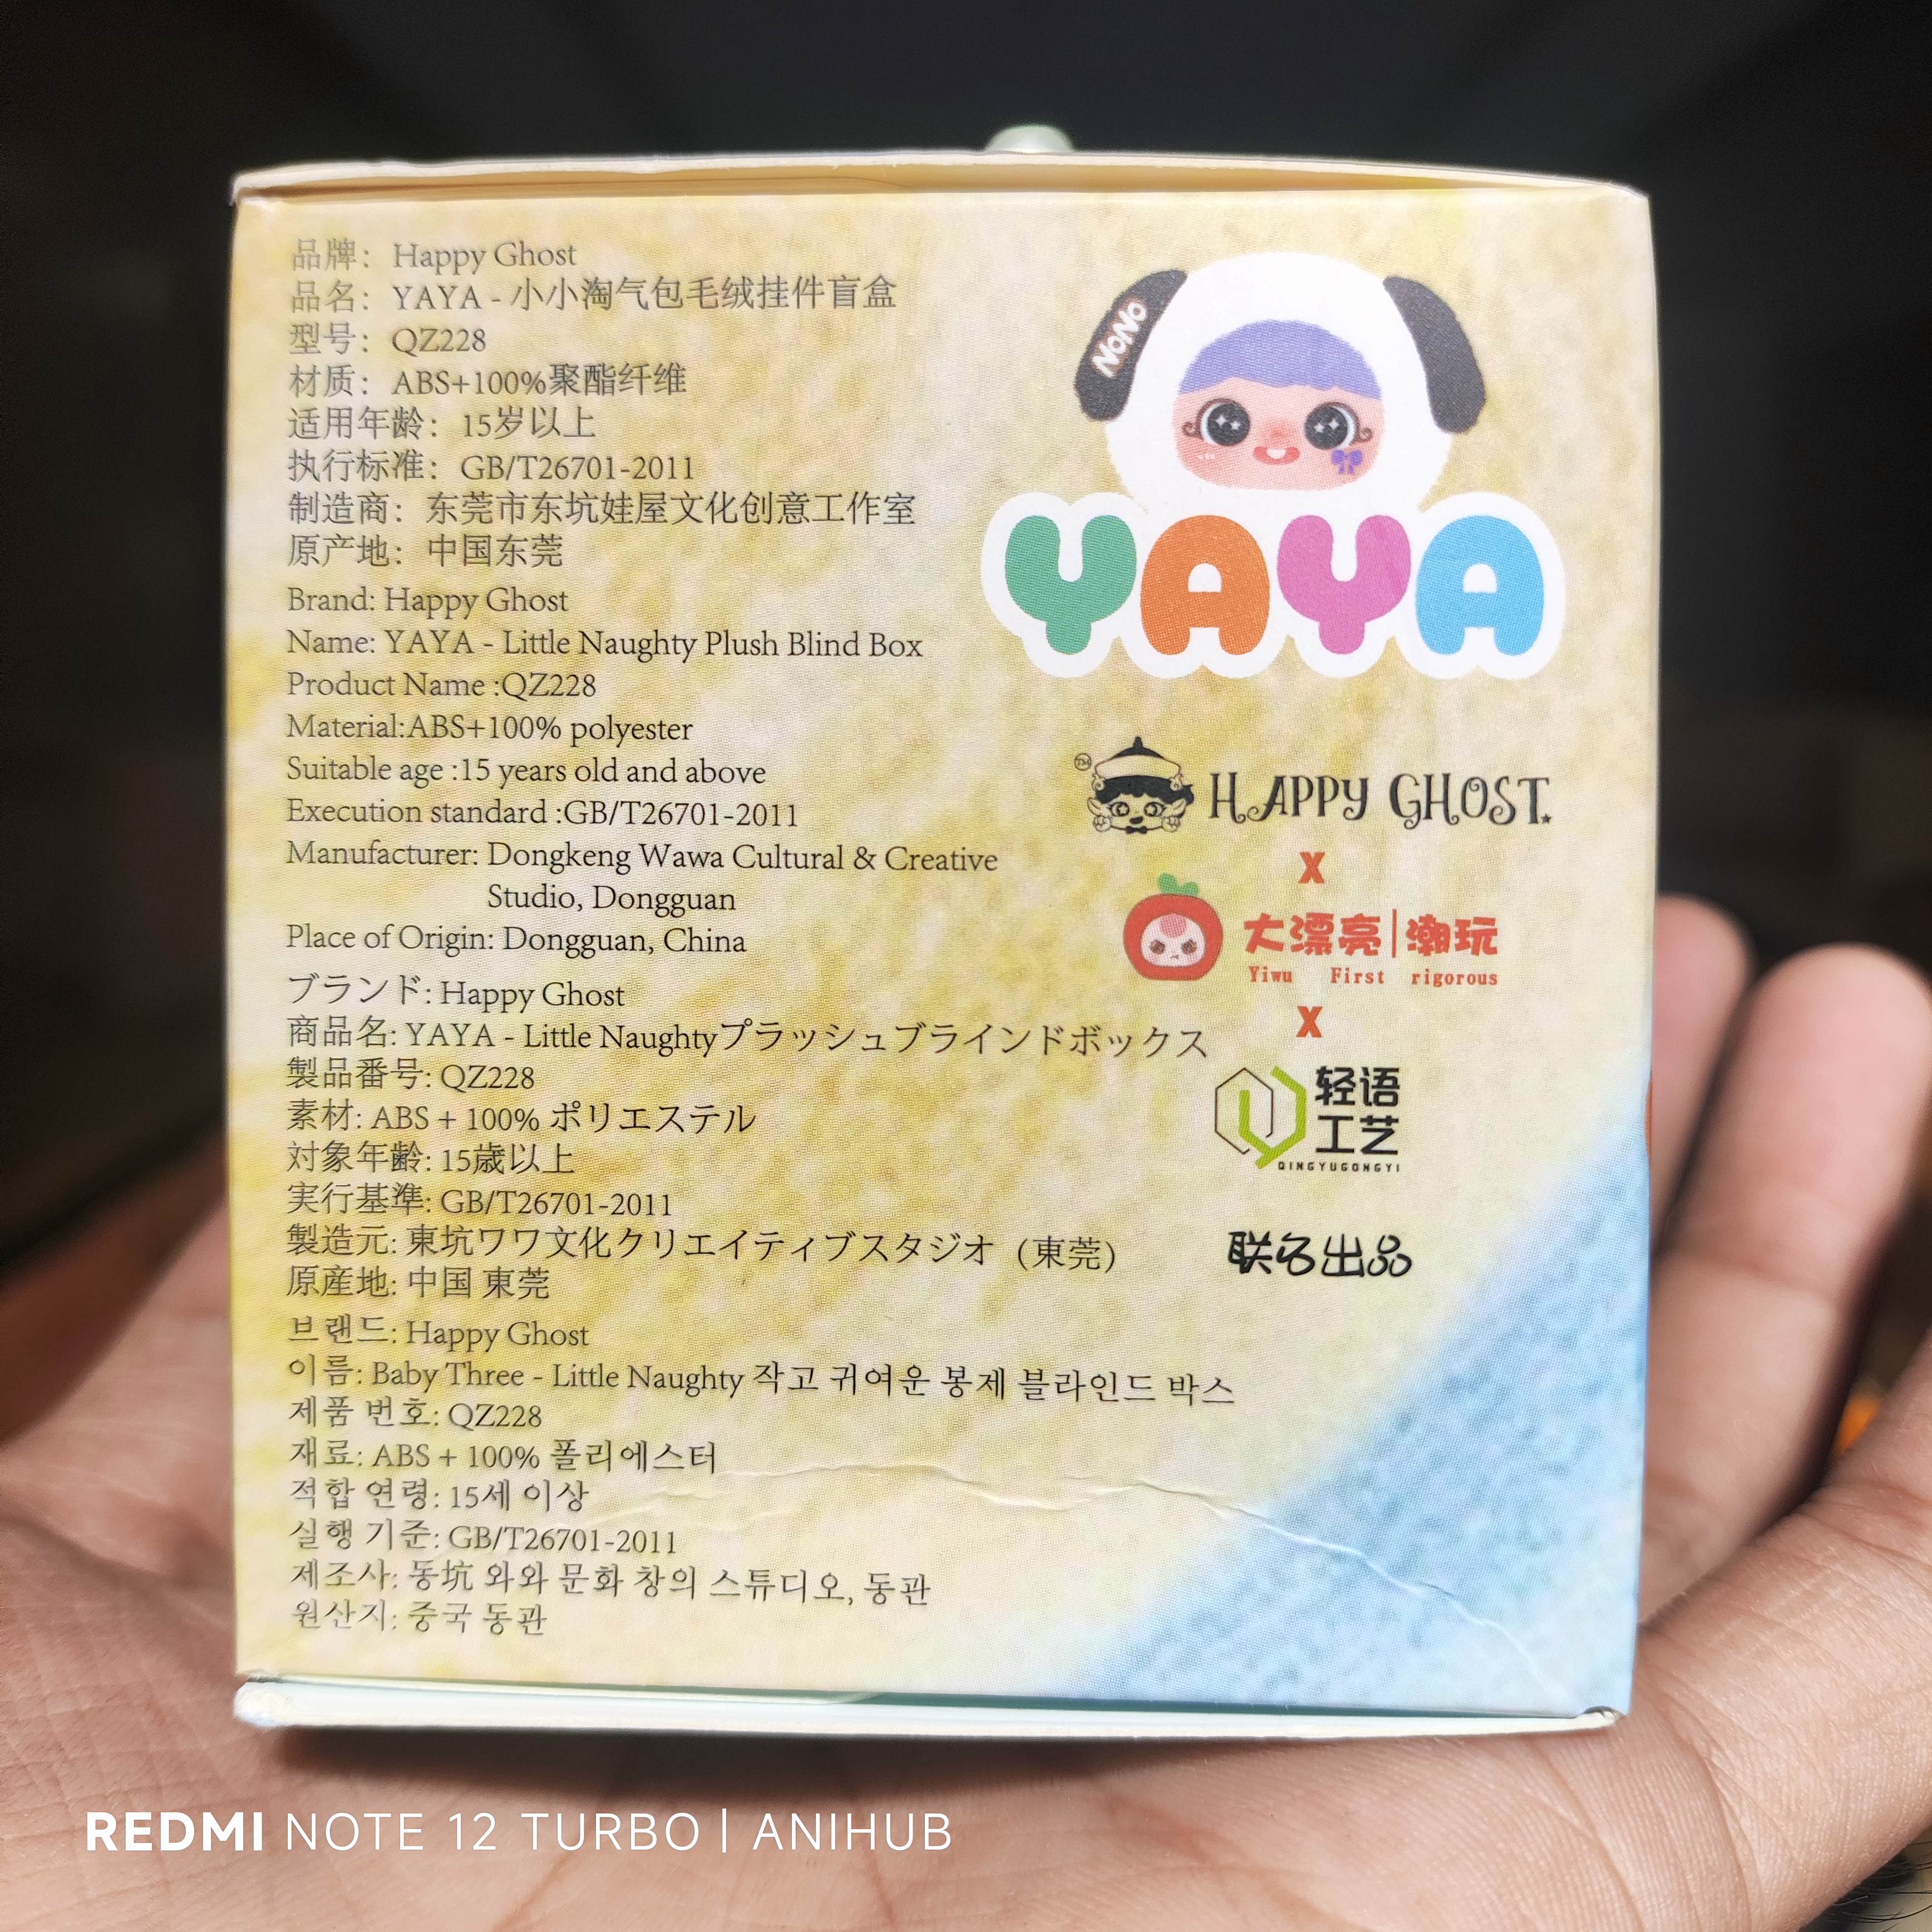 品牌：Happy Ghost
品名：YAYA - 小小淘气包毛绒挂件盲盒
型号：QZ228
材质：ABS+100%聚酯纤维
适用年龄：15岁以上
执行标准：GB/T26701-2011
制造商：东莞市东坑娃屋文化创意工作室
原产地：中国东莞
Brand: Happy Ghost
Name: YAYA - Little Naughty Plush Blind Box
Product Name :QZ228
Material:ABS+100% polyester
Suitable age :15 years old and above
Execution standard :GB/T26701-2011
Manufacturer: Dongkeng Wawa Cultural & Creative
Studio, Dongguan
Place of Origin: Dongguan, China
ブランド: Happy Ghost
商品名: YAYA - Little Naughtyプラッシュブラインドボックス
製品番号: QZ228
素材: ABS + 100% ポリエステル
対象年齢: 15歳以上
実行基準: GB/T26701-2011
製造元: 東坑ワワ文化クリエイティブスタジオ（東莞）
原産地: 中国 東莞
브랜드: Happy Ghost
이름: Baby Three - Little Naughty 작고 귀여운 봉제 블라인드 박스
제품 번호: QZ228
재료: ABS + 100% 폴리에스터
적합 연령: 15세 이상
실행 기준: GB/T26701-2011
제조사: 동坑 와와 문화 창의 스튜디오, 동관
원산지: 중국 동관
NONO
YAYA
TM
HAPPY GHOST
X
大漂亮|潮玩
Yiwu First rigorous
X
轻语
工艺
QINGYUGONGYI
联名出品
REDMI NOTE 12 TURBO | ANIHUB